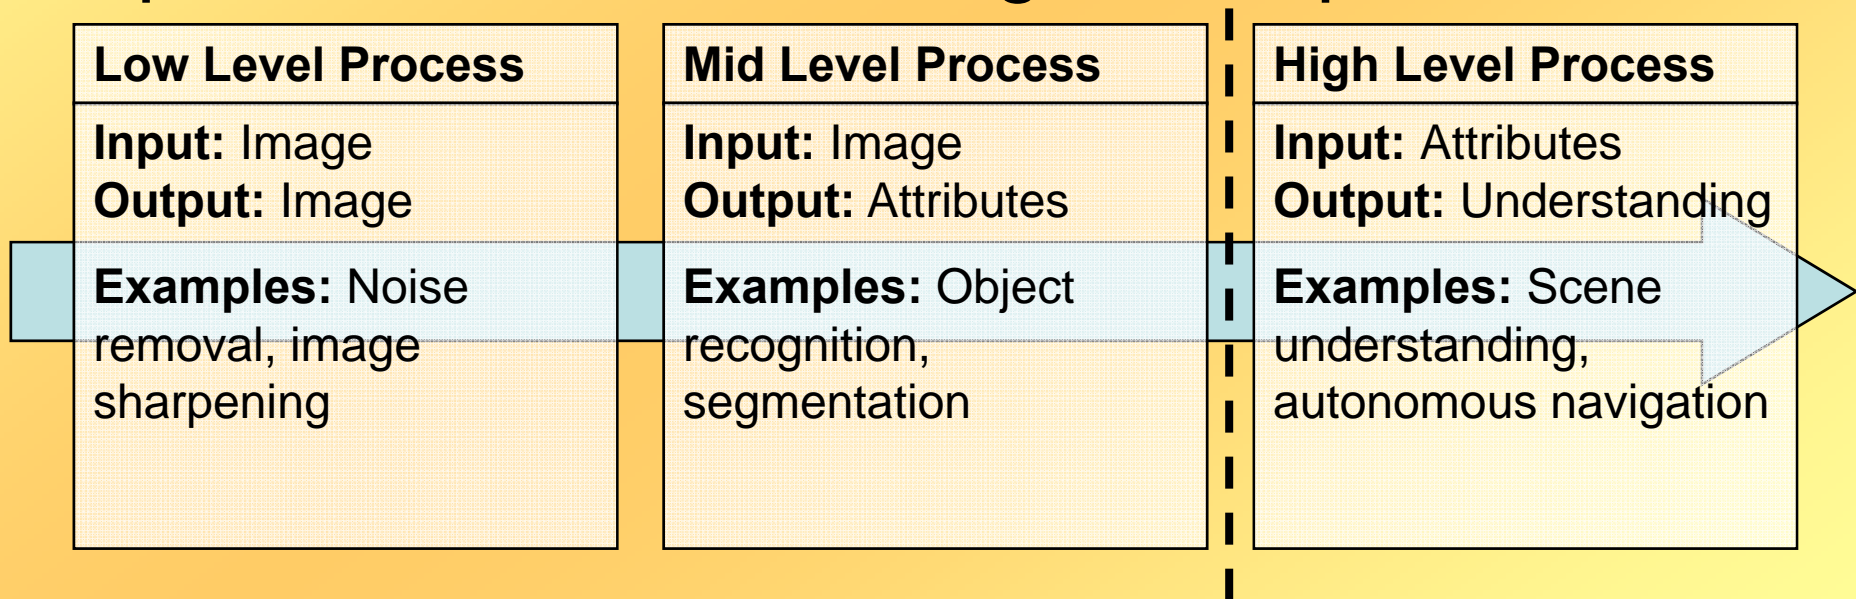 Low Level Process
Input: Image
Output: Image
Examples: Noise
removal, image
sharpening
Mid Level Process
Input: Image
Output: Attributes
Examples: Object
recognition,
segmentation
High Level Process
Input: Attributes
Output: Understanding
Examples: Scene
understanding,
autonomous navigation